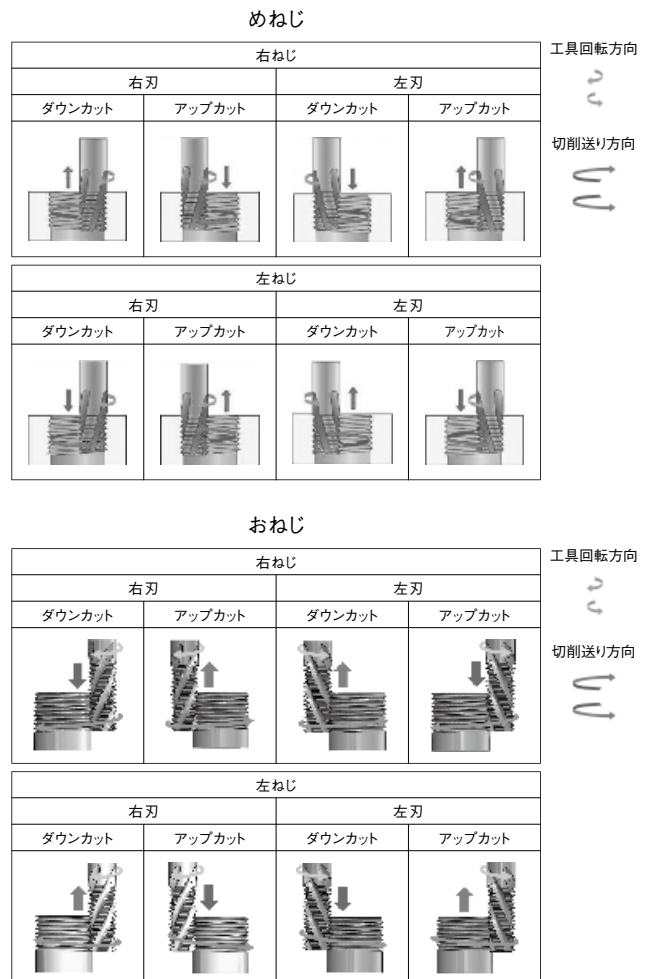 めねじ
右ねじ
右刃 左刃
ダウンカット アップカット ダウンカット アップカット
工具回転方向
切削送り方向
左ねじ
右刃 左刃
ダウンカット アップカット ダウンカット アップカット
おねじ
右ねじ
右刃 左刃
ダウンカット アップカット ダウンカット アップカット
工具回転方向
切削送り方向
左ねじ
右刃 左刃
ダウンカット アップカット ダウンカット アップカット